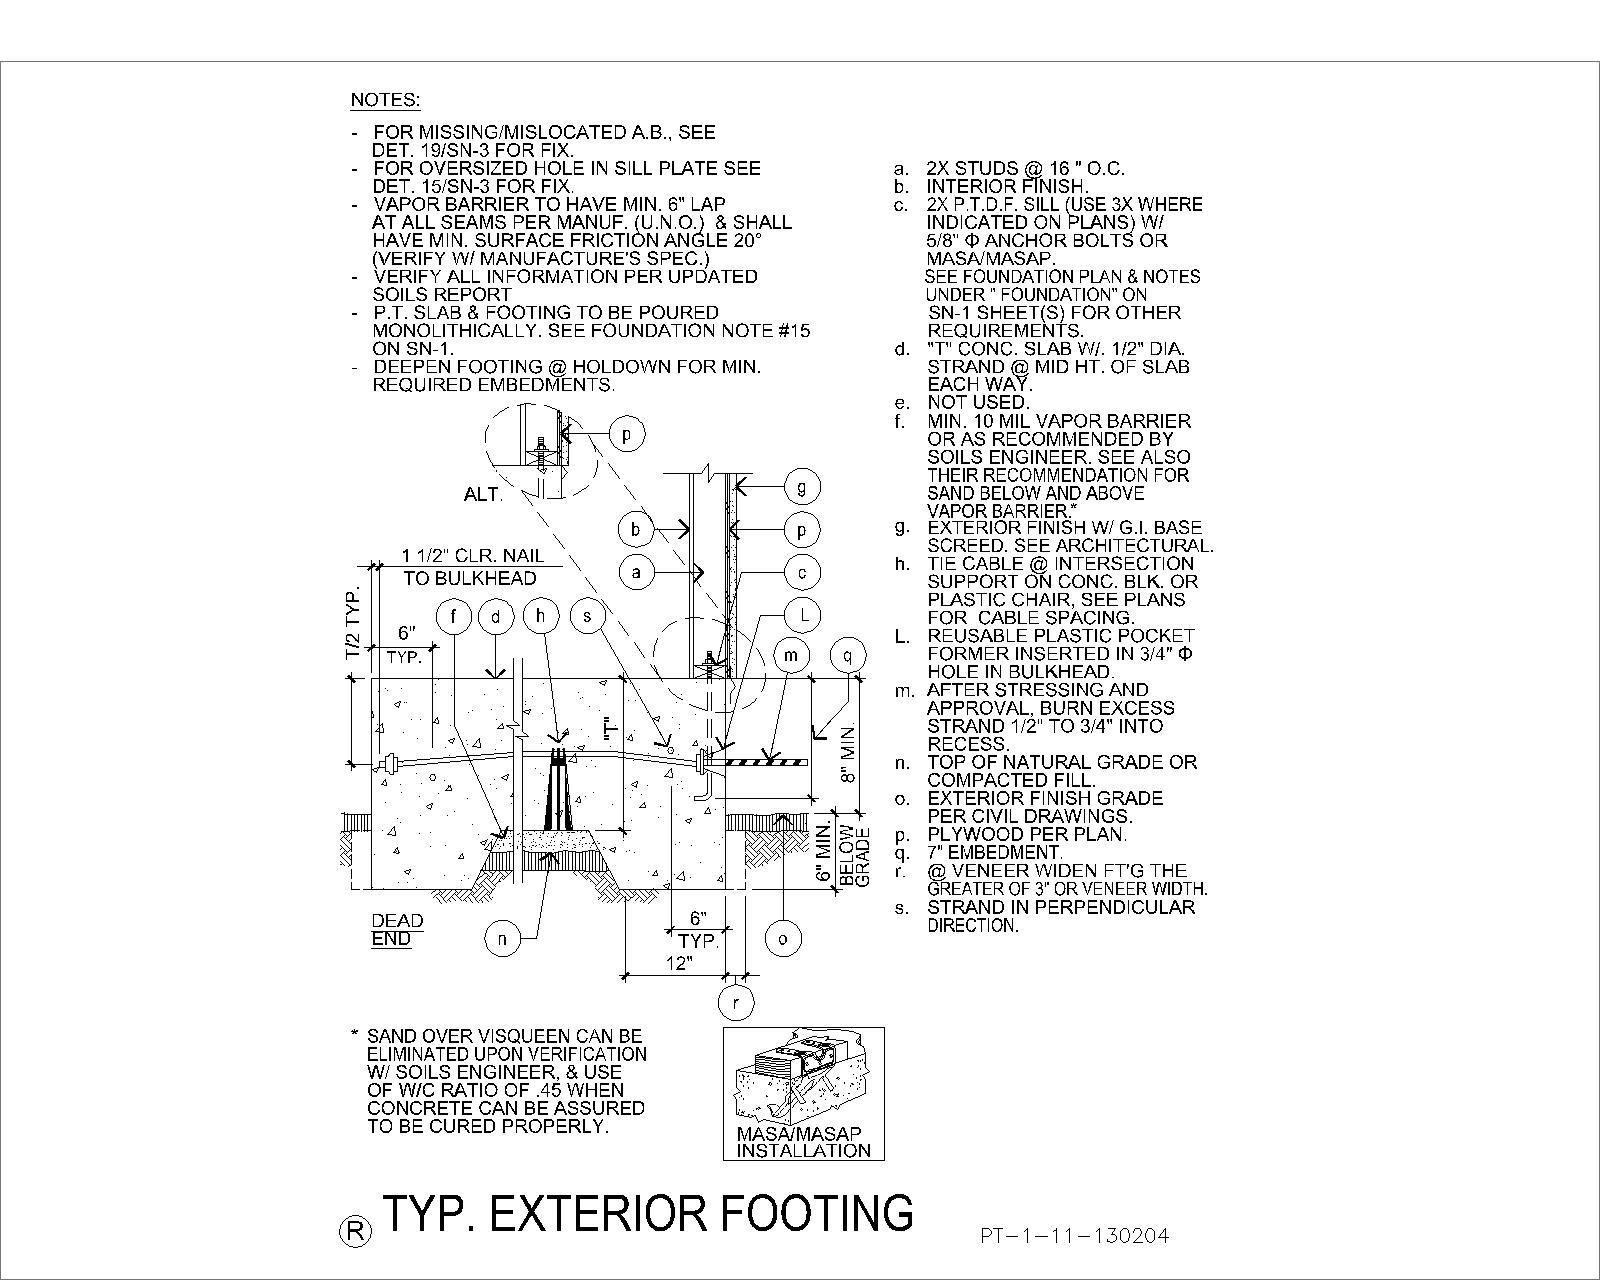 NOTES:
- FOR MISSING/MISLOCATED A.B., SEE
DET. 19/SN-3 FOR FIX.
- FOR OVERSIZED HOLE IN SILL PLATE SEE
DET. 15/SN-3 FOR FIX.
- VAPOR BARRIER TO HAVE MIN. 6" LAP
AT ALL SEAMS PER MANUF. (U.N.O.) & SHALL
HAVE MIN. SURFACE FRICTION ANGLE 20°
(VERIFY W/ MANUFACTURE'S SPEC.)
- VERIFY ALL INFORMATION PER UPDATED
SOILS REPORT
- P.T. SLAB & FOOTING TO BE POURED
MONOLITHICALLY. SEE FOUNDATION NOTE #15
ON SN-1.
- DEEPEN FOOTING @ HOLDOWN FOR MIN.
REQUIRED EMBEDMENTS.
a. 2X STUDS @ 16 " O.C.
b. INTERIOR FINISH.
c. 2X P.T.D.F. SILL (USE 3X WHERE
INDICATED ON PLANS) W/
5/8" Φ ANCHOR BOLTS OR
MASA/MASAP.
SEE FOUNDATION PLAN & NOTES
UNDER " FOUNDATION" ON
SN-1 SHEET(S) FOR OTHER
REQUIREMENTS.
d. "T" CONC. SLAB W/. 1/2" DIA.
STRAND @ MID HT. OF SLAB
EACH WAY.
e. NOT USED.
f. MIN. 10 MIL VAPOR BARRIER
OR AS RECOMMENDED BY
SOILS ENGINEER. SEE ALSO
THEIR RECOMMENDATION FOR
SAND BELOW AND ABOVE
VAPOR BARRIER.*
g. EXTERIOR FINISH W/ G.I. BASE
SCREED. SEE ARCHITECTURAL.
h. TIE CABLE @ INTERSECTION
SUPPORT ON CONC. BLK. OR
PLASTIC CHAIR, SEE PLANS
FOR CABLE SPACING.
L. REUSABLE PLASTIC POCKET
FORMER INSERTED IN 3/4" Φ
HOLE IN BULKHEAD.
m. AFTER STRESSING AND
APPROVAL, BURN EXCESS
STRAND 1/2" TO 3/4" INTO
RECESS.
n. TOP OF NATURAL GRADE OR
COMPACTED FILL.
o. EXTERIOR FINISH GRADE
PER CIVIL DRAWINGS.
p. PLYWOOD PER PLAN.
q. 7" EMBEDMENT.
r. @ VENEER WIDEN FT'G THE
GREATER OF 3" OR VENEER WIDTH.
s. STRAND IN PERPENDICULAR
DIRECTION.
p
ALT.
g
b
p
a
c
1 1/2" CLR. NAIL
TO BULKHEAD
T/2 TYP.
6"
TYP.
f
d
h
s
L
m
q
"T"
8" MIN.
6" MIN.
BELOW
GRADE
DEAD
END
n
6"
TYP.
12"
o
r
* SAND OVER VISQUEEN CAN BE
ELIMINATED UPON VERIFICATION
W/ SOILS ENGINEER, & USE
OF W/C RATIO OF .45 WHEN
CONCRETE CAN BE ASSURED
TO BE CURED PROPERLY.
MASA/MASAP
INSTALLATION
R TYP. EXTERIOR FOOTING
PT-1-11-130204